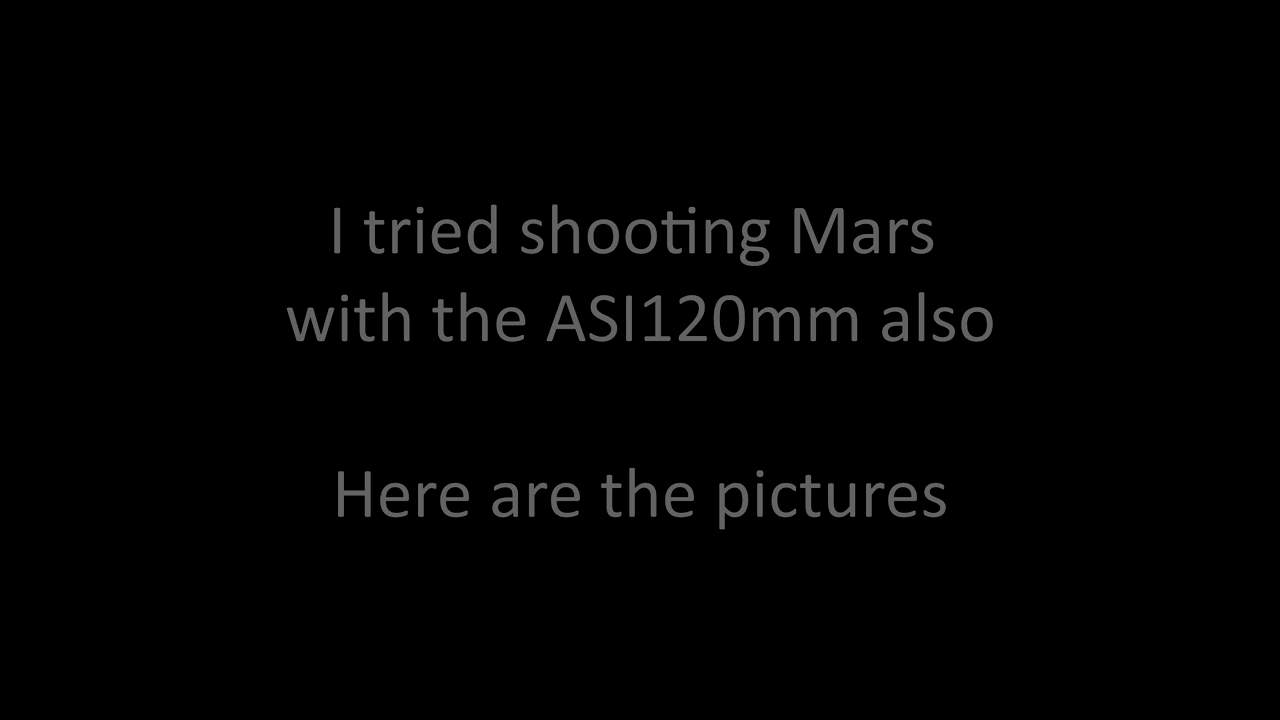 I tried shooting Mars
with the ASI120mm also
Here are the pictures